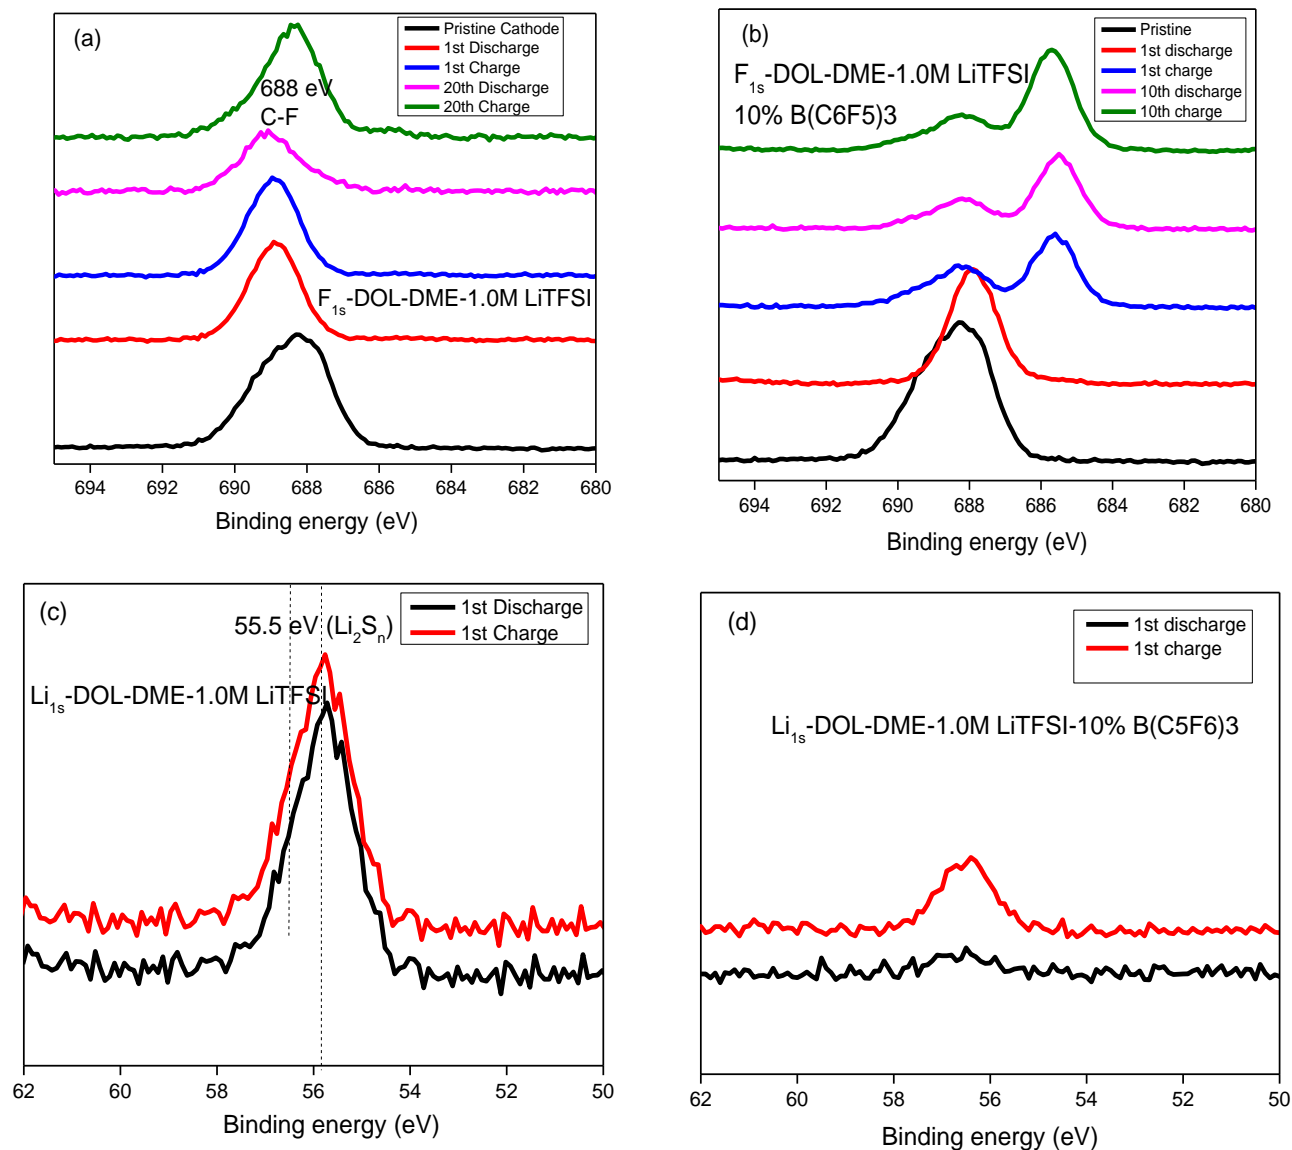 (a)
Pristine Cathode
1st Discharge
1st Charge
20th Discharge
20th Charge
688 eV
C-F
F1s-DOL-DME-1.0M LiTFSI
694 692 690 688 686 684 682 680
Binding energy (eV)
(b)
Pristine
1st discharge
1st charge
10th discharge
10th charge
F1s-DOL-DME-1.0M LiTFSI
10% B(C6F5)3
694 692 690 688 686 684 682 680
Binding energy (eV)
(c)
1st Discharge
1st Charge
55.5 eV (Li2Sn)
Li1s-DOL-DME-1.0M LiTFSI
62 60 58 56 54 52 50
Binding energy (eV)
(d)
1st discharge
1st charge
Li1s-DOL-DME-1.0M LiTFSI-10% B(C5F6)3
62 60 58 56 54 52 50
Binding energy (eV)